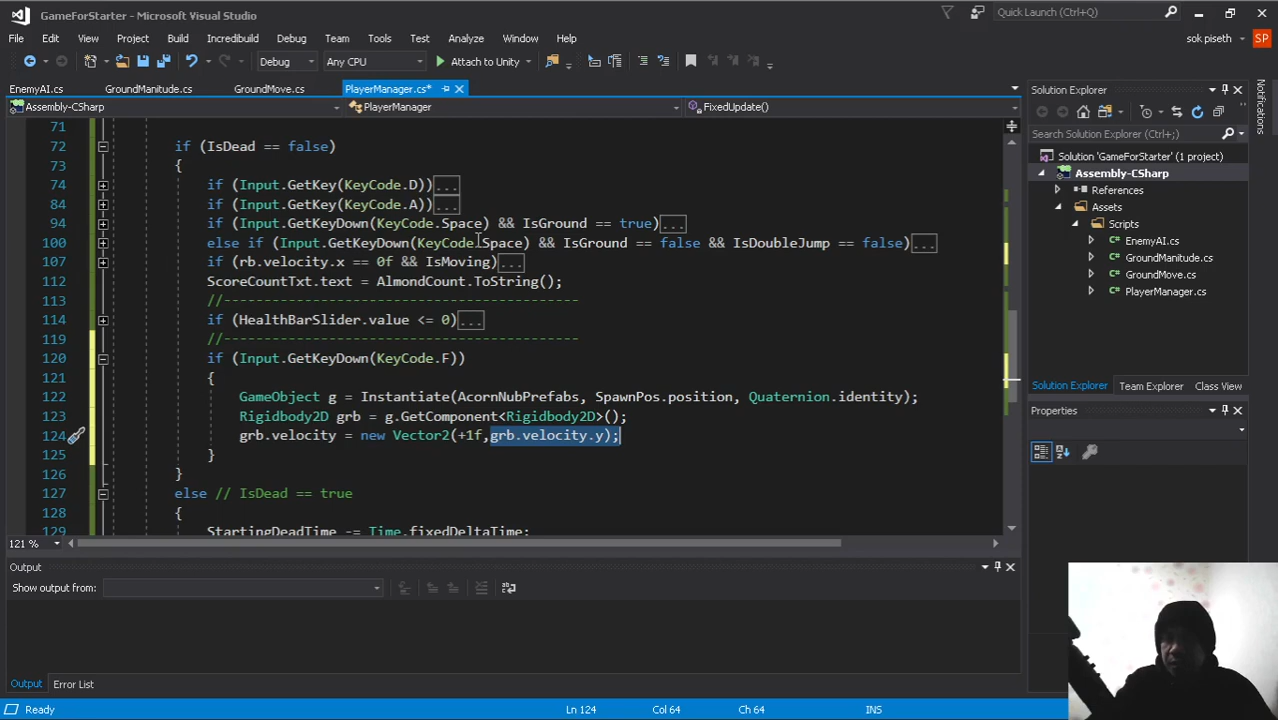 GameForStarter - Microsoft Visual Studio
Quick Launch (Ctrl+Q)
File Edit View Project Build Incredibuild Debug Team Tools Test Analyze Window Help
sok piseth SP
Debug Any CPU Attach to Unity
EnemyAI.cs GroundManitude.cs GroundMove.cs PlayerManager.cs*
Assembly-CSharp PlayerManager FixedUpdate()
71
72 if (IsDead == false)
73 {
74 if (Input.GetKey(KeyCode.D))...
84 if (Input.GetKey(KeyCode.A))...
94 if (Input.GetKeyDown(KeyCode.Space) && IsGround == true)...
100 else if (Input.GetKeyDown(KeyCode.Space) && IsGround == false && IsDoubleJump == false)...
107 if (rb.velocity.x == 0f && IsMoving)...
112 ScoreCountTxt.text = AlmondCount.ToString();
113 //--------------------------------------------
114 if (HealthBarSlider.value <= 0)...
119 //--------------------------------------------
120 if (Input.GetKeyDown(KeyCode.F))
121 {
122 GameObject g = Instantiate(AcornNubPrefabs, SpawnPos.position, Quaternion.identity);
123 Rigidbody2D grb = g.GetComponent<Rigidbody2D>();
124 grb.velocity = new Vector2(+1f,grb.velocity.y);
125 }
126 }
127 else // IsDead == true
128 {
129 StartingDeadTime -= Time.fixedDeltaTime;
121 %
Output
Show output from:
Output Error List
Ready Ln 124 Col 64 Ch 64 INS
Solution Explorer
Search Solution Explorer (Ctrl+;)
Solution 'GameForStarter' (1 project)
Assembly-CSharp
References
Assets
Scripts
EnemyAI.cs
GroundManitude.cs
GroundMove.cs
PlayerManager.cs
Solution Explorer Team Explorer Class View
Properties
Notifications